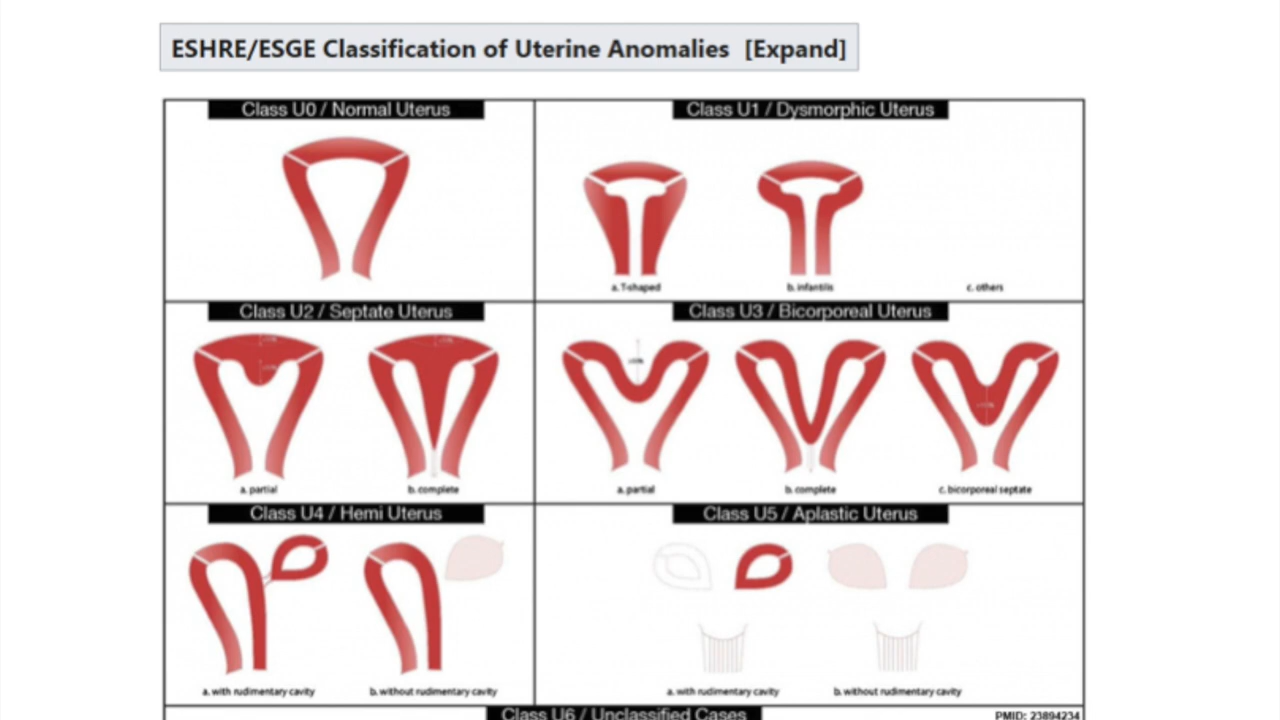 ESHRE/ESGE Classification of Uterine Anomalies [Expand]
Class U0 / Normal Uterus
Class U1 / Dysmorphic Uterus
a. T-shaped
b. infantilis
c. others
Class U2 / Septate Uterus
Class U3 / Bicorporeal Uterus
a. partial
b. complete
a. partial
b. complete
c. bicorporeal septate
Class U4 / Hemi Uterus
Class U5 / Aplastic Uterus
a. with rudimentary cavity
b. without rudimentary cavity
a. with rudimentary cavity
b. without rudimentary cavity
Class U6 / Unclassified Cases
PMID: 23894234